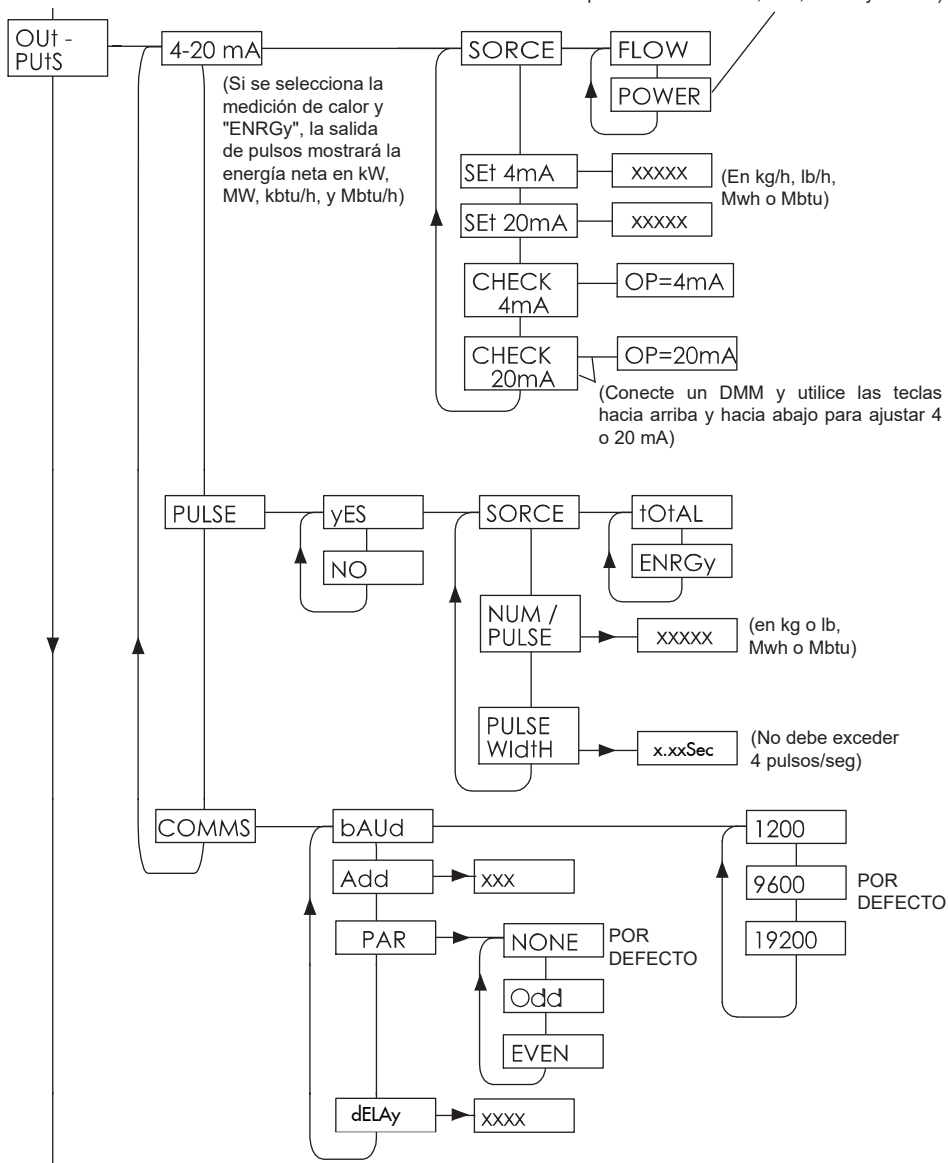 OUt -
PUtS
4-20 mA
(Si se selecciona la
medición de calor y
"ENRGy", la salida
de pulsos mostrará la
energía neta en kW,
MW, kbtu/h, y Mbtu/h)
SORCE
FLOW
POWER
SEt 4mA
xxxxx
(En kg/h, lb/h,
Mwh o Mbtu)
SEt 20mA
xxxxx
CHECK
4mA
OP=4mA
CHECK
20mA
OP=20mA
(Conecte un DMM y utilice las teclas
hacia arriba y hacia abajo para ajustar 4
o 20 mA)
PULSE
yES
NO
SORCE
tOtAL
ENRGy
NUM /
PULSE
xxxxx
(en kg o lb,
Mwh o Mbtu)
PULSE
WIdtH
x.xxSec
(No debe exceder
4 pulsos/seg)
COMMS
bAUd
1200
9600
POR
DEFECTO
19200
Add
xxx
PAR
NONE
POR
DEFECTO
Odd
EVEN
dELAy
xxxx